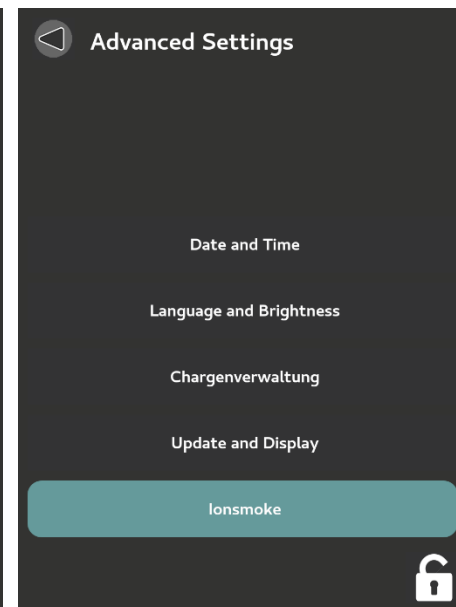 Advanced Settings
Date and Time
Language and Brightness
Chargenverwaltung
Update and Display
Ionsmoke